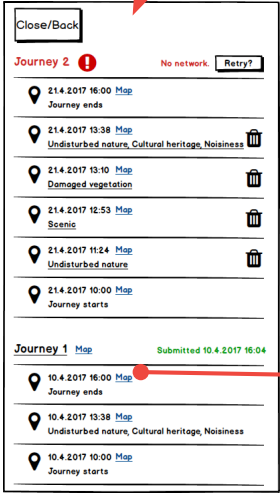 Close/Back
Journey 2 ! No network. Retry?
21.4.2017 16:00 Map
Journey ends
21.4.2017 13:38 Map
Undisturbed nature, Cultural heritage, Noisiness
21.4.2017 13:10 Map
Damaged vegetation
21.4.2017 12:53 Map
Scenic
21.4.2017 11:24 Map
Undisturbed nature
21.4.2017 10:00 Map
Journey starts
Journey 1 Map Submitted 10.4.2017 16:04
10.4.2017 16:00 Map
Journey ends
10.4.2017 13:38 Map
Undisturbed nature, Cultural heritage, Noisiness
10.4.2017 10:00 Map
Journey starts